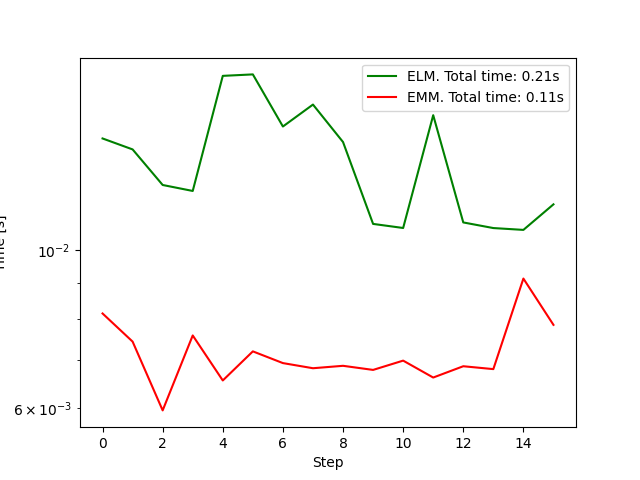 ELM. Total time: 0.21s
EMM. Total time: 0.11s
10⁻²
6 × 10⁻³
0 2 4 6 8 10 12 14
Step
[s]